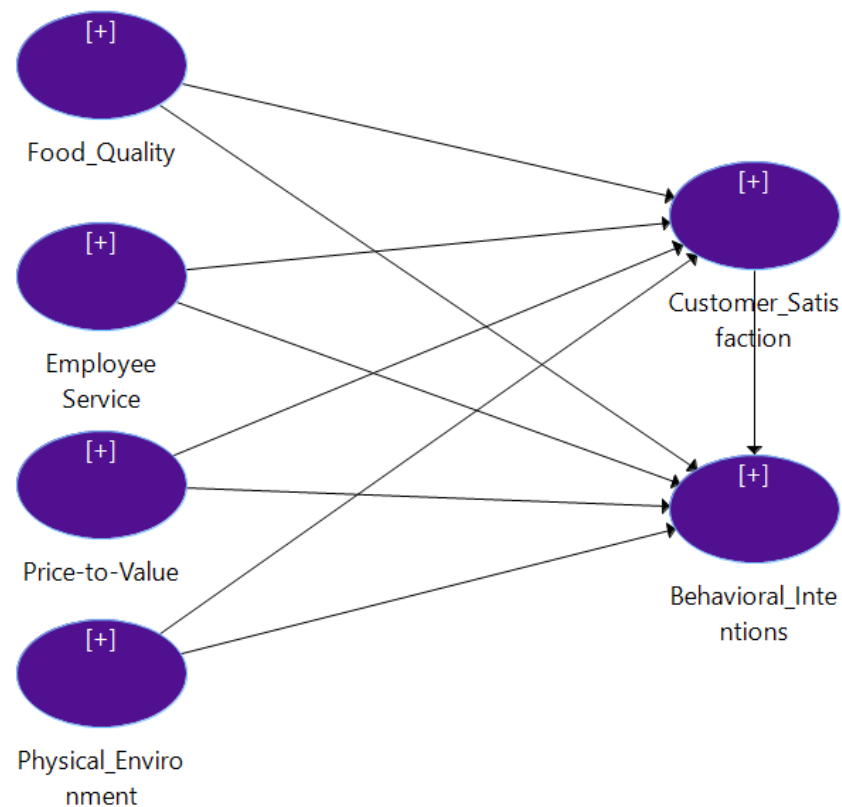 [+]
Food_Quality
[+]
Employee
Service
[+]
Price-to-Value
[+]
Physical_Enviro
nment
[+]
Customer_Satis
faction
[+]
Behavioral_Inte
ntions